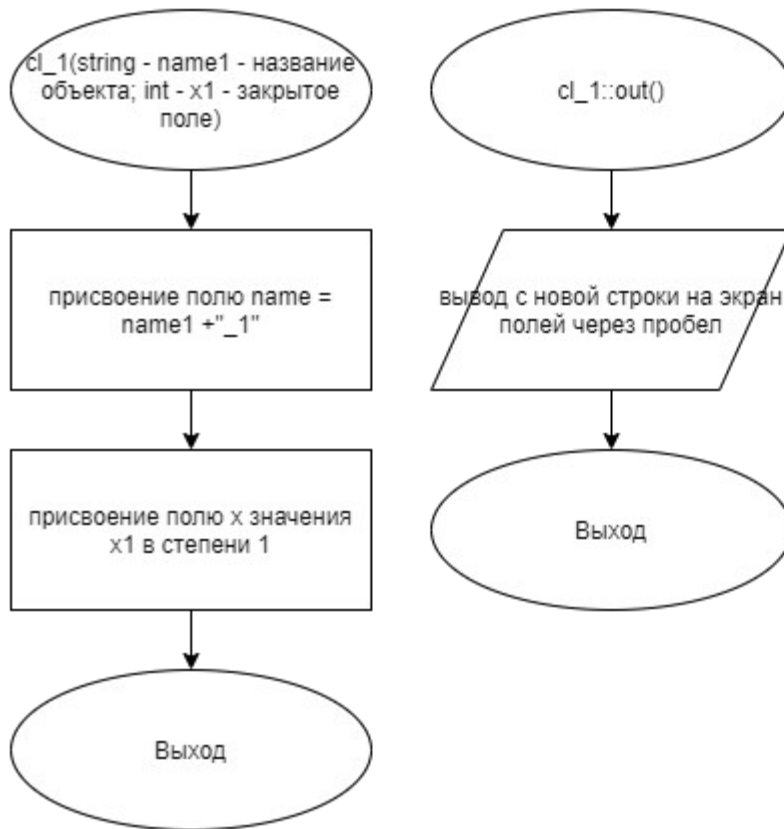 cl_1(string - name1 - название
объекта; int - x1 - закрытое
поле)
присвоение полю name =
name1 +"_1"
присвоение полю x значения
x1 в степени 1
Выход
cl_1::out()
вывод с новой строки на экран
полей через пробел
Выход